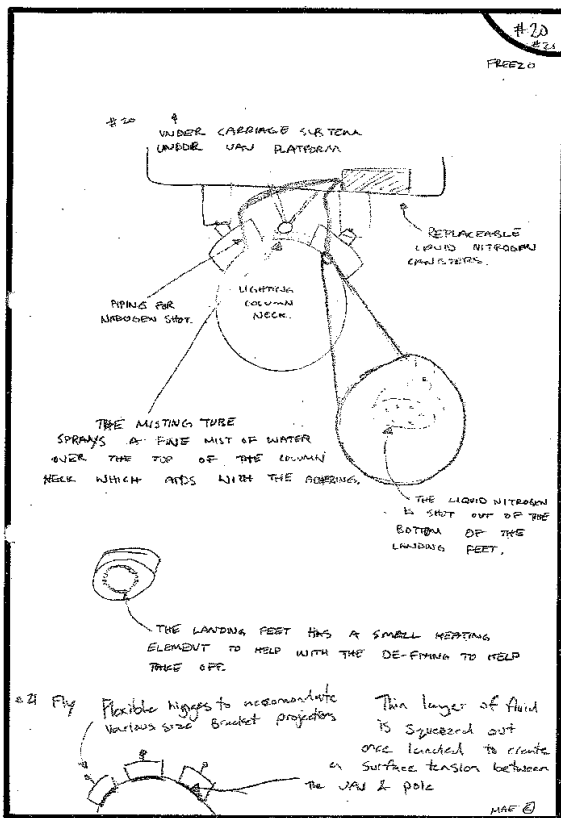 #20
#21
FREEZO
#20
UNDER CARRIAGE SYSTEM
UNDER UAV PLATFORM
REPLACEABLE
LIQUID NITROGEN
CANISTERS.
LIGHTING
COLUMN
NECK.
PIPING FOR
NITROGEN SHOT.
THE MISTING TUBE
SPRAYS A FINE MIST OF WATER
OVER THE TOP OF THE COLUMN
NECK WHICH AIDS WITH THE ADHERING.
THE LIQUID NITROGEN
IS SHOT OUT OF THE
BOTTOM OF THE
LANDING FEET.
THE LANDING FEET HAS A SMALL HEATING
ELEMENT TO HELP WITH THE DE-FIXING TO HELP
TAKE OFF.
#21 Fly
Flexible hinges to accommodate
various size bracket projectors
Thin layer of fluid
is squeezed out
once landed to create
a surface tension between
the UAV & pole
MAE